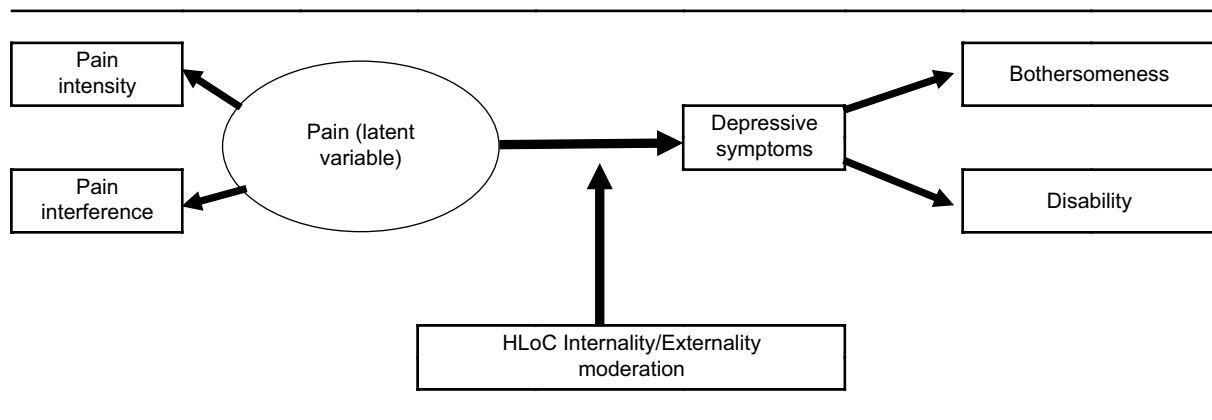 Pain
intensity
Pain (latent
variable)
Pain
interference
Depressive
symptoms
Bothersomeness
Disability
HLoC Internality/Externality
moderation